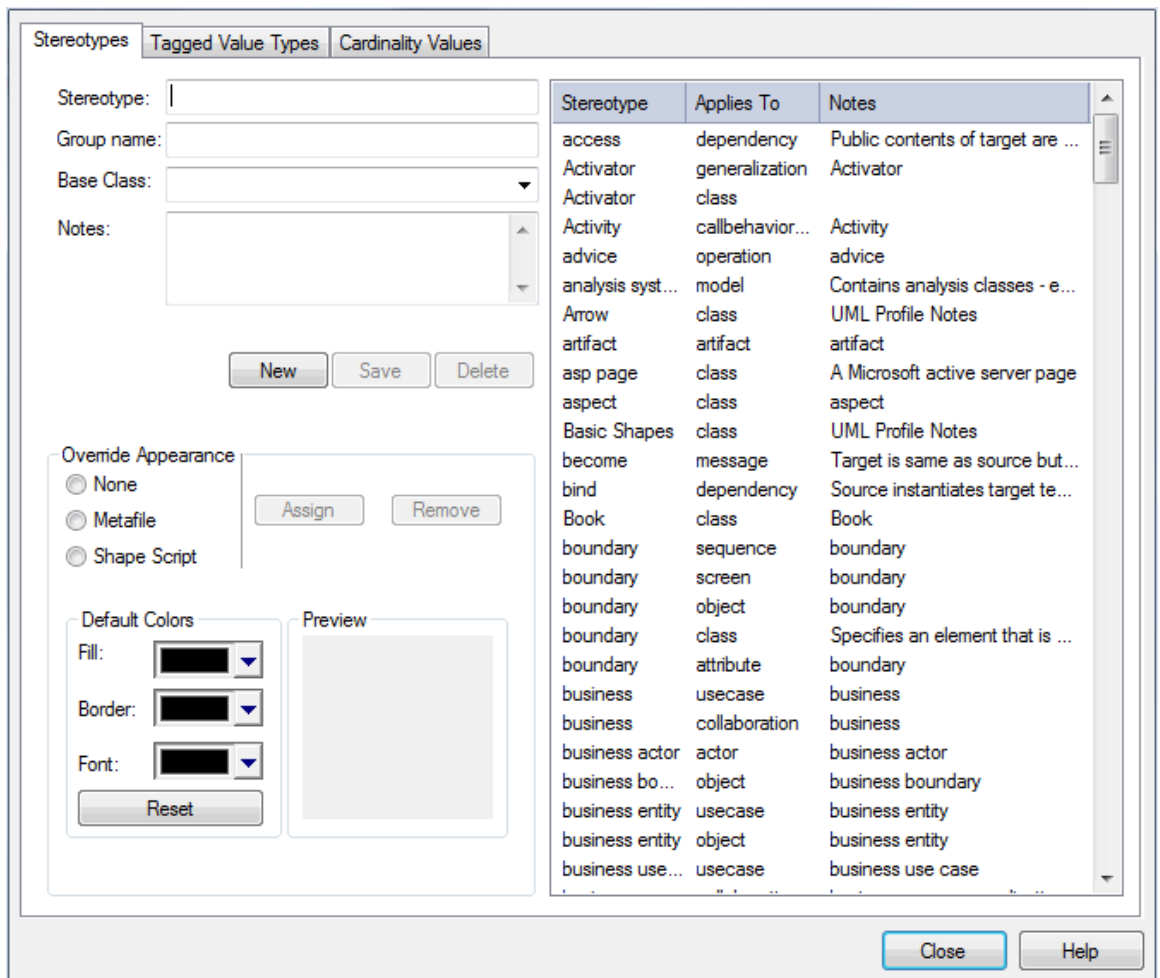 Stereotypes Tagged Value Types Cardinality Values
Stereotype:
Group name:
Base Class:
Notes:
New Save Delete
Override Appearance
None
Metafile
Shape Script
Assign Remove
Default Colors
Fill:
Border:
Font:
Reset
Preview
Stereotype Applies To Notes
access dependency Public contents of target are ...
Activator generalization Activator
Activator class
Activity callbehavior... Activity
advice operation advice
analysis syst... model Contains analysis classes - e...
Arrow class UML Profile Notes
artifact artifact artifact
asp page class A Microsoft active server page
aspect class aspect
Basic Shapes class UML Profile Notes
become message Target is same as source but...
bind dependency Source instantiates target te...
Book class Book
boundary sequence boundary
boundary screen boundary
boundary object boundary
boundary class Specifies an element that is ...
boundary attribute boundary
business usecase business
business collaboration business
business actor actor business actor
business bo... object business boundary
business entity usecase business entity
business entity object business entity
business use... usecase business use case
Close Help